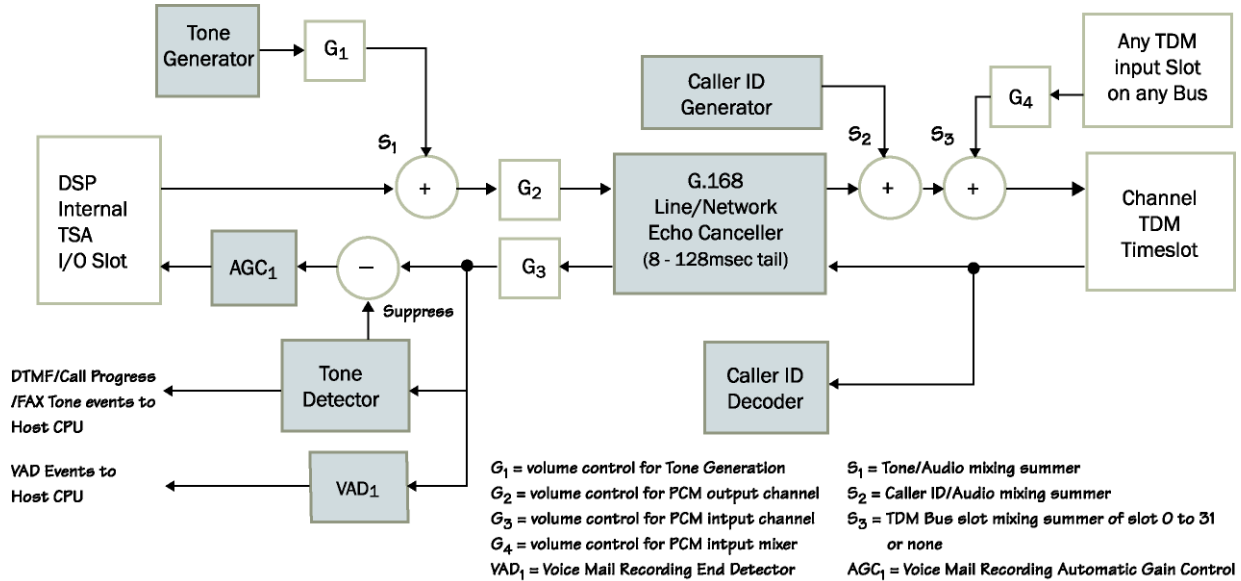 Tone
Generator
G1
Caller ID
Generator
G4
Any TDM
input Slot
on any Bus
S1
S2
S3
DSP
Internal
TSA
I/O Slot
+
G2
G.168
Line/Network
Echo Canceller
(8 - 128msec tail)
+
+
Channel
TDM
Timeslot
AGC1
−
G3
Suppress
DTMF/Call Progress
/FAX Tone events to
Host CPU
Tone
Detector
Caller ID
Decoder
VAD Events to
Host CPU
VAD1
G1 = volume control for Tone Generation
G2 = volume control for PCM output channel
G3 = volume control for PCM intput channel
G4 = volume control for PCM intput mixer
VAD1 = Voice Mail Recording End Detector
S1 = Tone/Audio mixing summer
S2 = Caller ID/Audio mixing summer
S3 = TDM Bus slot mixing summer of slot 0 to 31
or none
AGC1 = Voice Mail Recording Automatic Gain Control